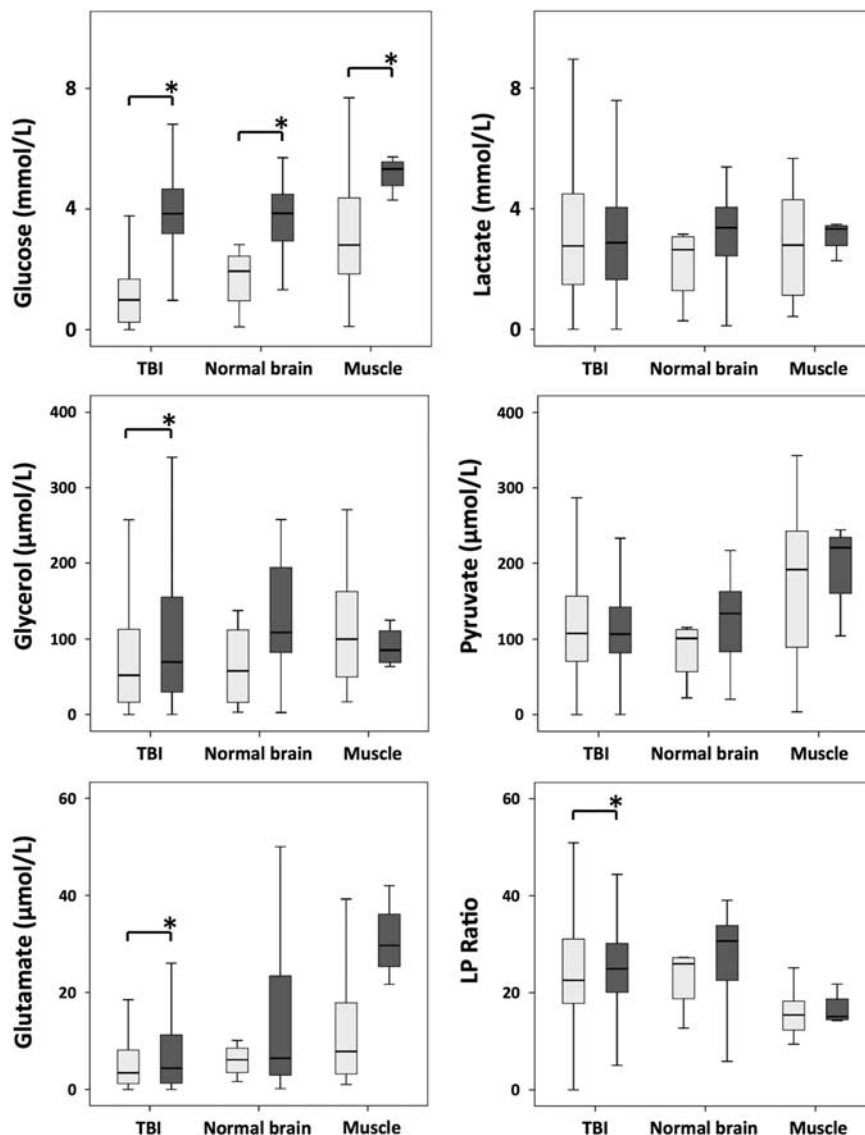 Glucose (mmol/L)
8
4
0
*
*
*
TBI Normal brain Muscle
Lactate (mmol/L)
8
4
0
TBI Normal brain Muscle
Glycerol (μmol/L)
400
300
200
100
0
*
TBI Normal brain Muscle
Pyruvate (μmol/L)
400
300
200
100
0
TBI Normal brain Muscle
Glutamate (μmol/L)
60
40
20
0
*
TBI Normal brain Muscle
LP Ratio
60
40
20
0
*
TBI Normal brain Muscle